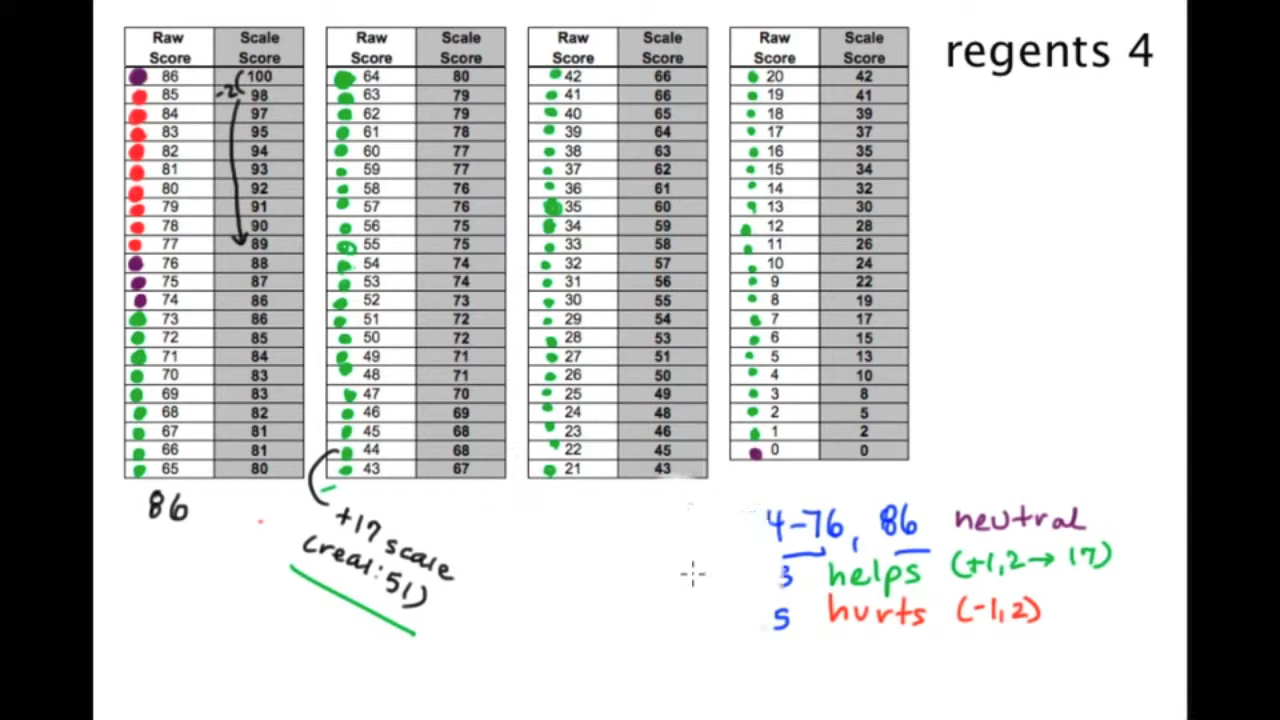 regents 4
Raw Score Scale Score Raw Score Scale Score Raw Score Scale Score Raw Score Scale Score
86 100 64 80 42 66 20 42
85 -2 98 63 79 41 66 19 41
84 97 62 79 40 65 18 39
83 95 61 78 39 64 17 37
82 94 60 77 38 63 16 35
81 93 59 77 37 62 15 34
80 92 58 76 36 61 14 32
79 91 57 76 35 60 13 30
78 90 56 75 34 59 12 28
77 89 55 75 33 58 11 26
76 88 54 74 32 57 10 24
75 87 53 74 31 56 9 22
74 86 52 73 30 55 8 19
73 86 51 72 29 54 7 17
72 85 50 72 28 53 6 15
71 84 49 71 27 51 5 13
70 83 48 71 26 50 4 10
69 83 47 70 25 49 3 8
68 82 46 69 24 48 2 5
67 81 45 68 23 46 1 2
66 81 44 68 22 45 0 0
65 80 43 67 21 43
86
+17 scale
(real: 51)
4-76, 86 neutral
3 helps (+1,2→17)
5 hurts (-1,2)